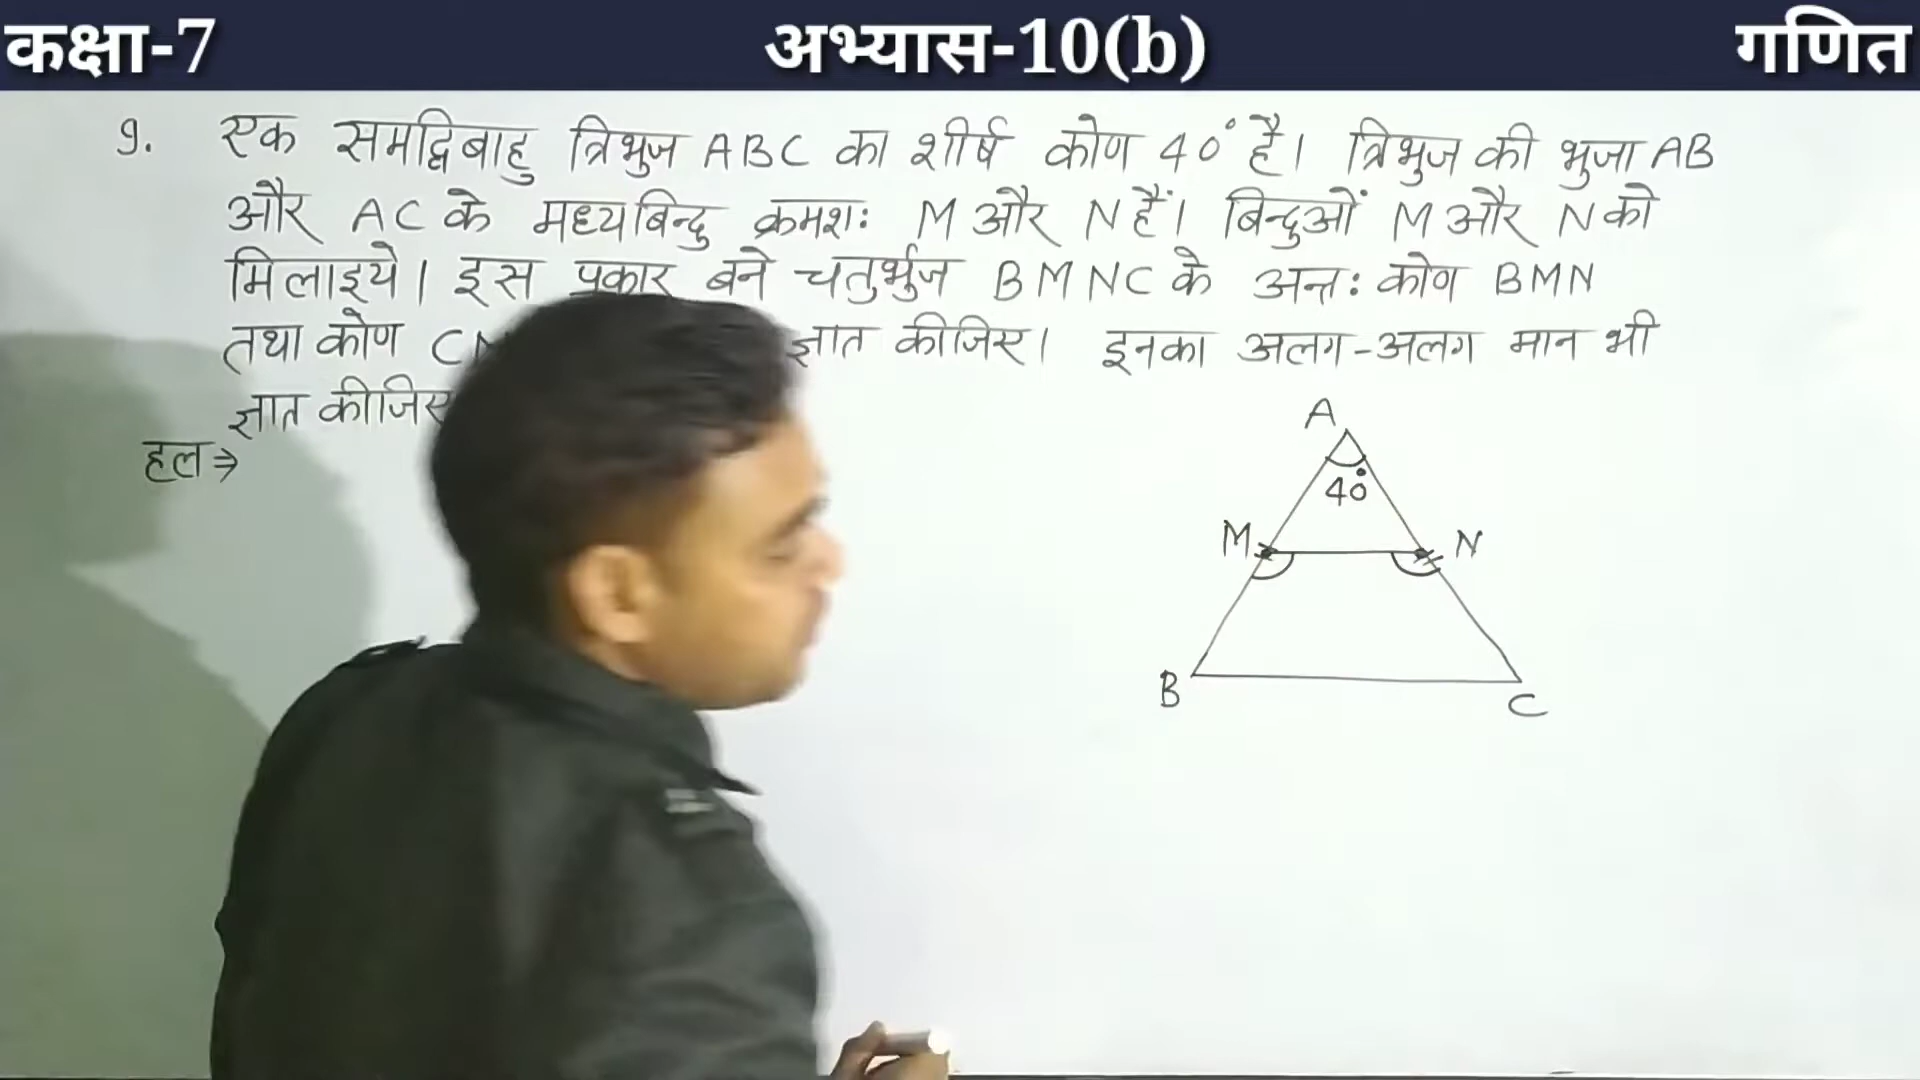 कक्षा-7 अभ्यास-10(b) गणित
9. एक समद्विबाहु त्रिभुज ABC का शीर्ष कोण 40° है। त्रिभुज की भुजा AB
और AC के मध्यबिन्दु क्रमशः M और N हैं। बिन्दुओं M और N को
मिलाइये। इस प्रकार बने चतुर्भुज BMNC के अन्तः कोण BMN
तथा कोण ज्ञात कीजिए। इनका अलग-अलग मान भी
ज्ञात कीजिए
हल ⇒
A
40°
M N
B C